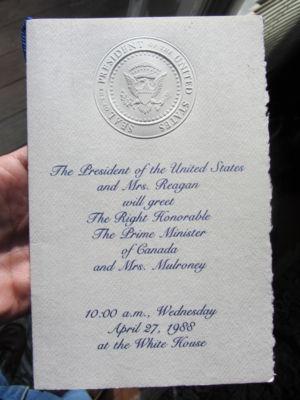 SEAL OF THE PRESIDENT OF THE UNITED STATES
The President of the United States
and Mrs. Reagan
will greet
The Right Honorable
The Prime Minister
of Canada
and Mrs. Mulroney
10:00 a.m., Wednesday
April 27, 1988
at the White House